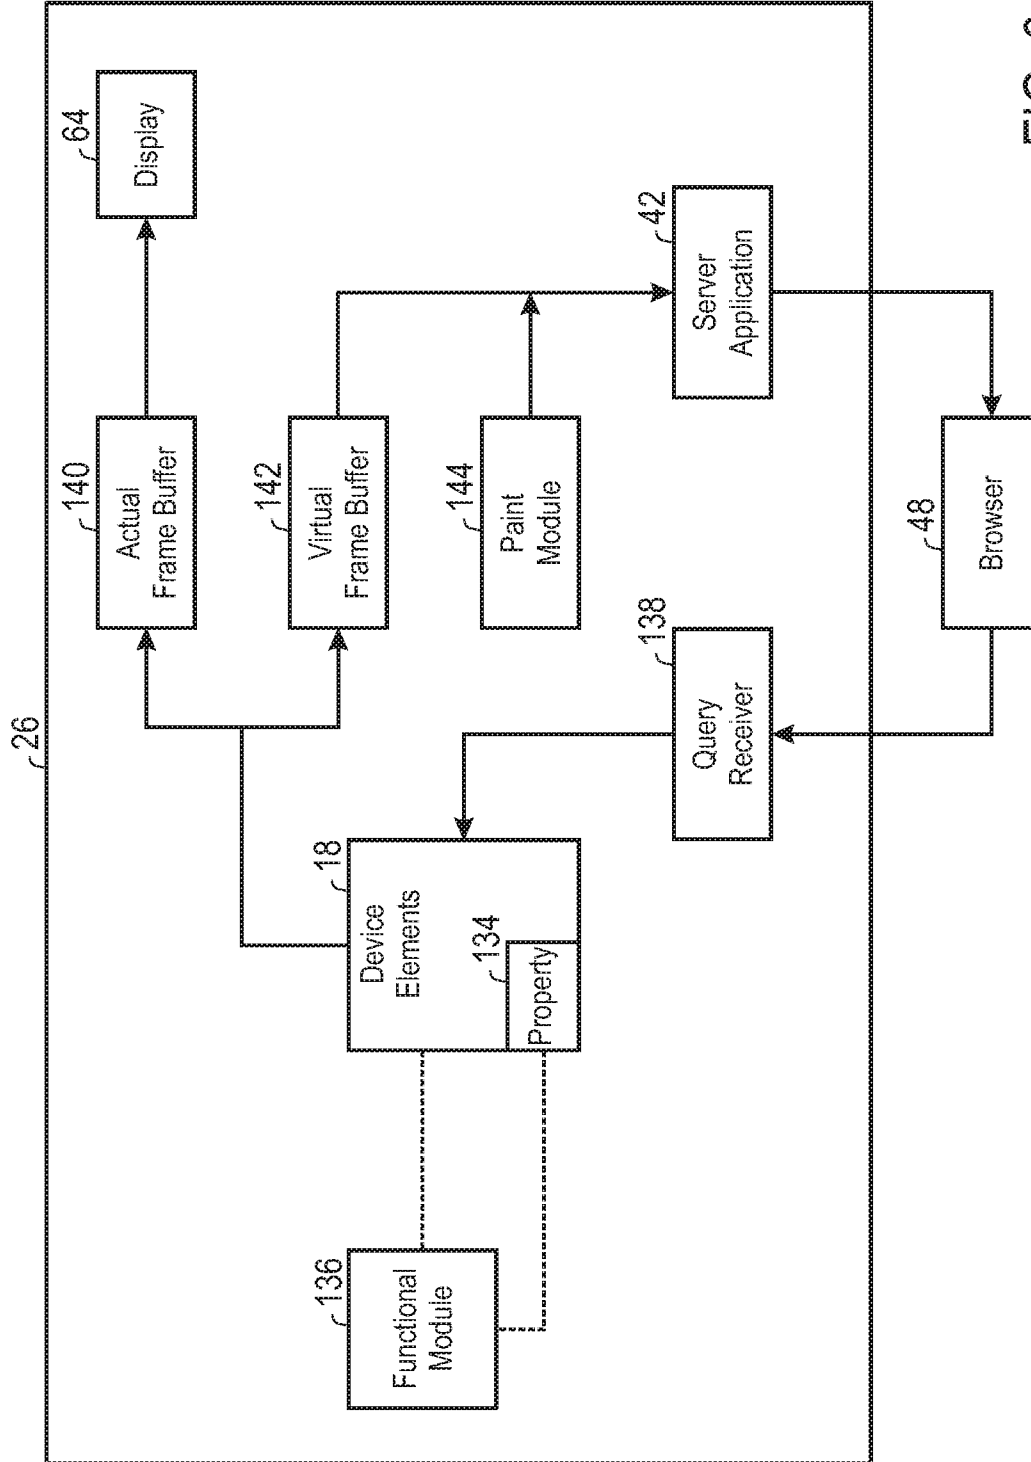 26
136
Functional
Module
18
Device
Elements
134
Property
140
Actual
Frame Buffer
64
Display
142
Virtual
Frame Buffer
144
Paint
Module
138
Query
Receiver
42
Server
Application
48
Browser